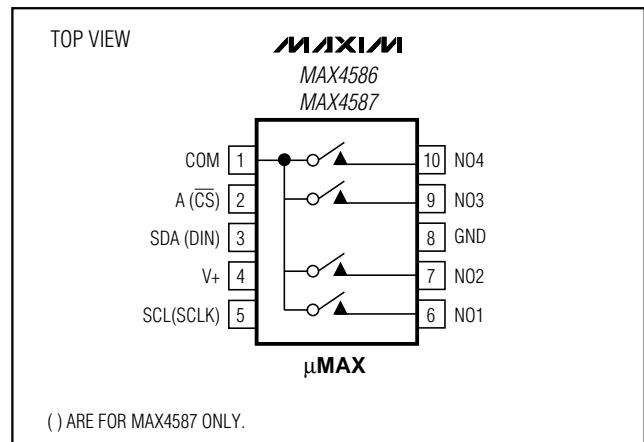 TOP VIEW
MAXIM
MAX4586
MAX4587
COM 1
10 NO4
A (C̅S̅) 2
9 NO3
SDA (DIN) 3
8 GND
V+ 4
7 NO2
SCL(SCLK) 5
6 NO1
µMAX
( ) ARE FOR MAX4587 ONLY.